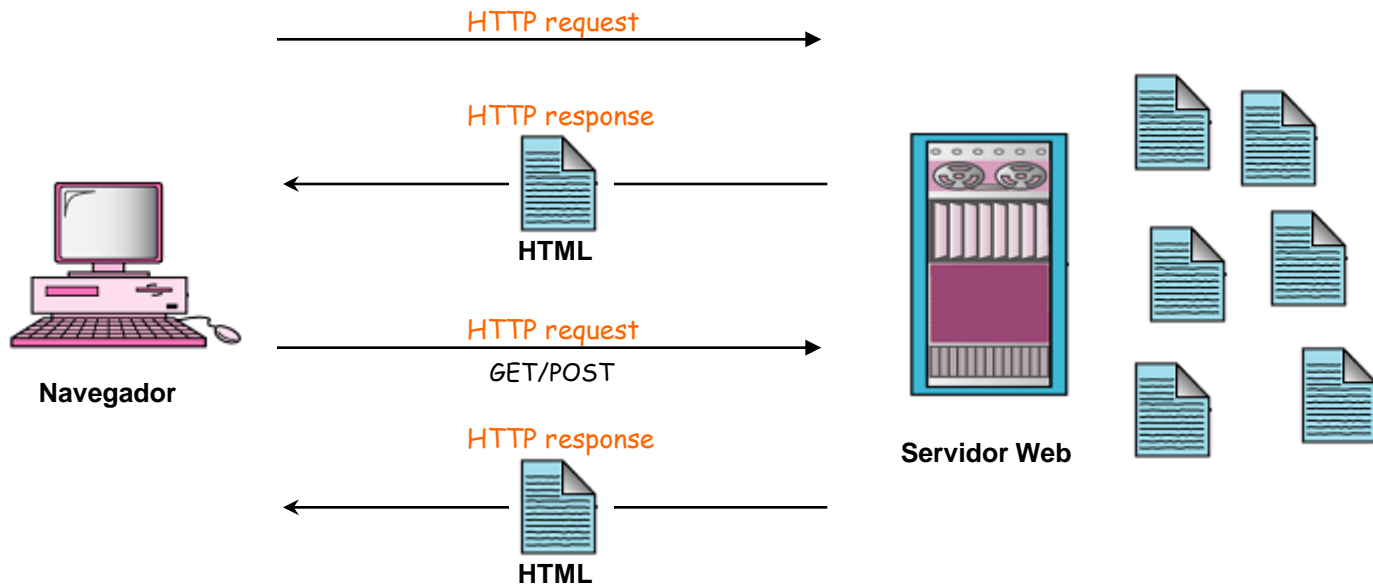 HTTP request
HTTP response
HTML
Navegador
HTTP request
GET/POST
Servidor Web
HTTP response
HTML